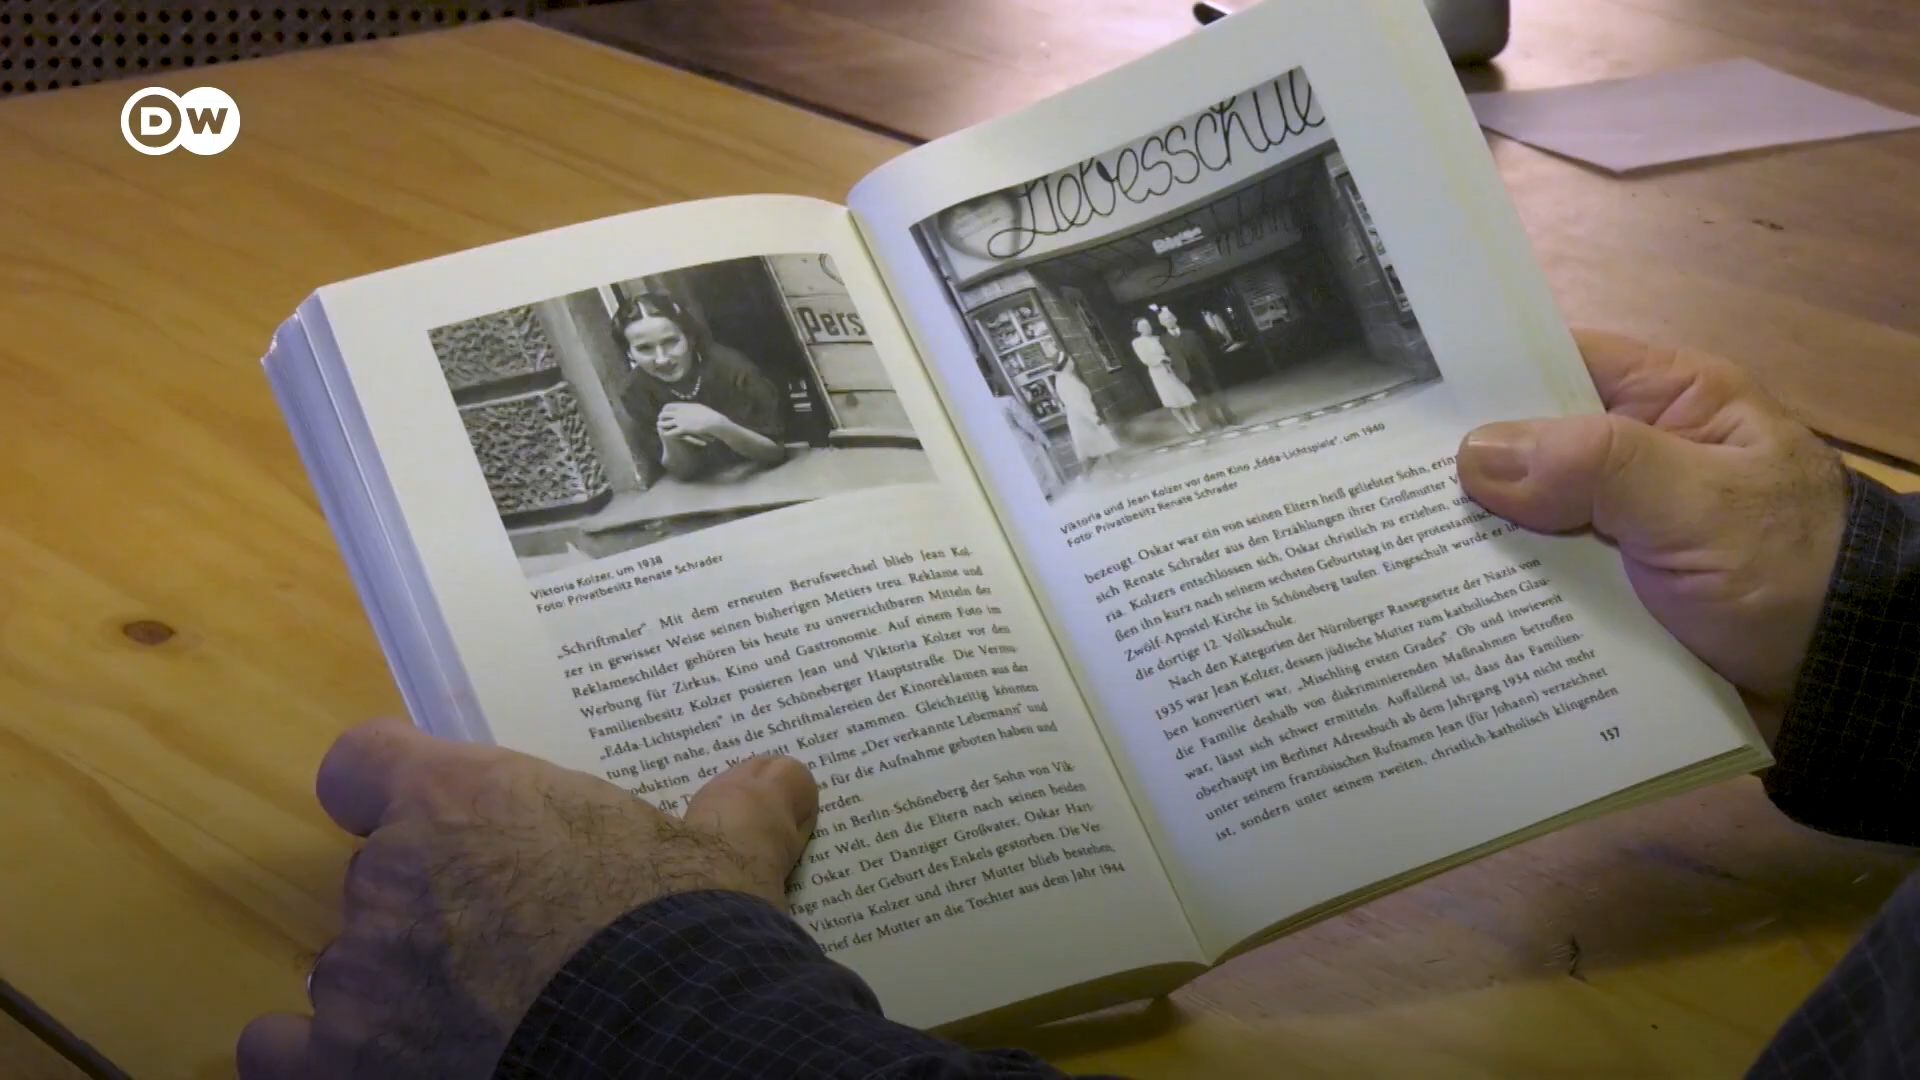 DW
Pers
Viktoria Kolzer, um 1938
Foto: Privatbesitz Renate Schrader
„Schriftmaler“. Mit dem erneuten Berufswechsel blieb Jean Kol-
zer in gewisser Weise seinen bisherigen Metiers treu. Reklame und
Reklameschilder gehören bis heute zu unverzichtbaren Mitteln der
Werbung für Zirkus, Kino und Gastronomie. Auf einem Foto im
Familienbesitz Kolzer posieren Jean und Viktoria Kolzer vor den
„Edda-Lichtspielen“ in der Schöneberger Hauptstraße. Die Vermu-
tung liegt nahe, dass die Schriftmalereien der Kinoreklamen aus der
roduktion der Werkstatt Kolzer stammen. Gleichzeitig könnten
die T n Filme „Der verkannte Lebemann“ und
s für die Aufnahme geboten haben und
werden.
m in Berlin-Schöneberg der Sohn von Vik-
zur Welt, den die Eltern nach seinen beiden
en: Oskar. Der Danziger Großvater, Oskar Hart-
Tage nach der Geburt des Enkels gestorben. Die Ver-
Viktoria Kolzer und ihrer Mutter blieb bestehen,
Brief der Mutter an die Tochter aus dem Jahr 1944
Liebesschul
Viktoria und Jean Kolzer vor dem Kino „Edda-Lichtspiele“, um 1940
Foto: Privatbesitz Renate Schrader
bezeugt. Oskar war ein von seinen Eltern heiß geliebter Sohn, erin
sich Renate Schrader aus den Erzählungen ihrer Großmutter V
ria. Kolzers entschlossen sich, Oskar christlich zu erziehen, un
ßen ihn kurz nach seinem sechsten Geburtstag in der protestantisc
Zwölf-Apostel-Kirche in Schöneberg taufen. Eingeschult wurde er in
die dortige 12. Volksschule.
Nach den Kategorien der Nürnberger Rassegesetze der Nazis von
1935 war Jean Kolzer, dessen jüdische Mutter zum katholischen Glau-
ben konvertiert war, „Mischling ersten Grades“. Ob und inwieweit
die Familie deshalb von diskriminierenden Maßnahmen betroffen
war, lässt sich schwer ermitteln. Auffallend ist, dass das Familien-
oberhaupt im Berliner Adressbuch ab dem Jahrgang 1934 nicht mehr
unter seinem französischen Rufnamen Jean (für Johann) verzeichnet
ist, sondern unter seinem zweiten, christlich-katholisch klingenden
157